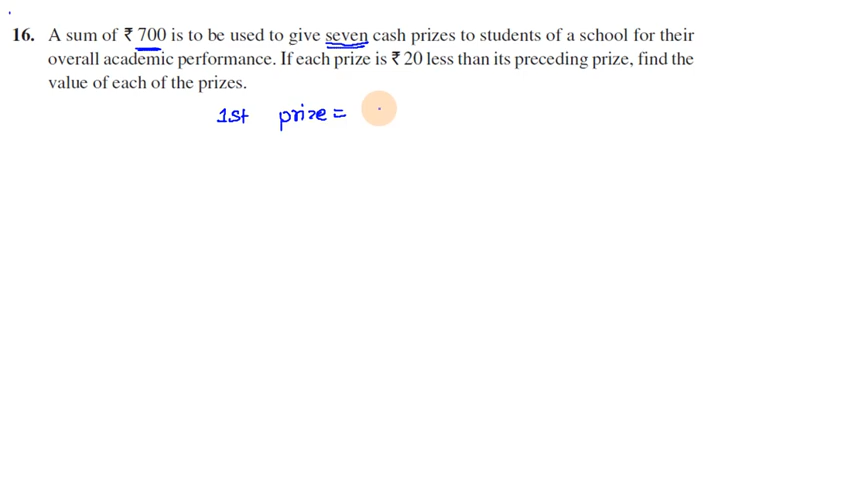 16. A sum of ₹ 700 is to be used to give seven cash prizes to students of a school for their
overall academic performance. If each prize is ₹ 20 less than its preceding prize, find the
value of each of the prizes.
1st prize =